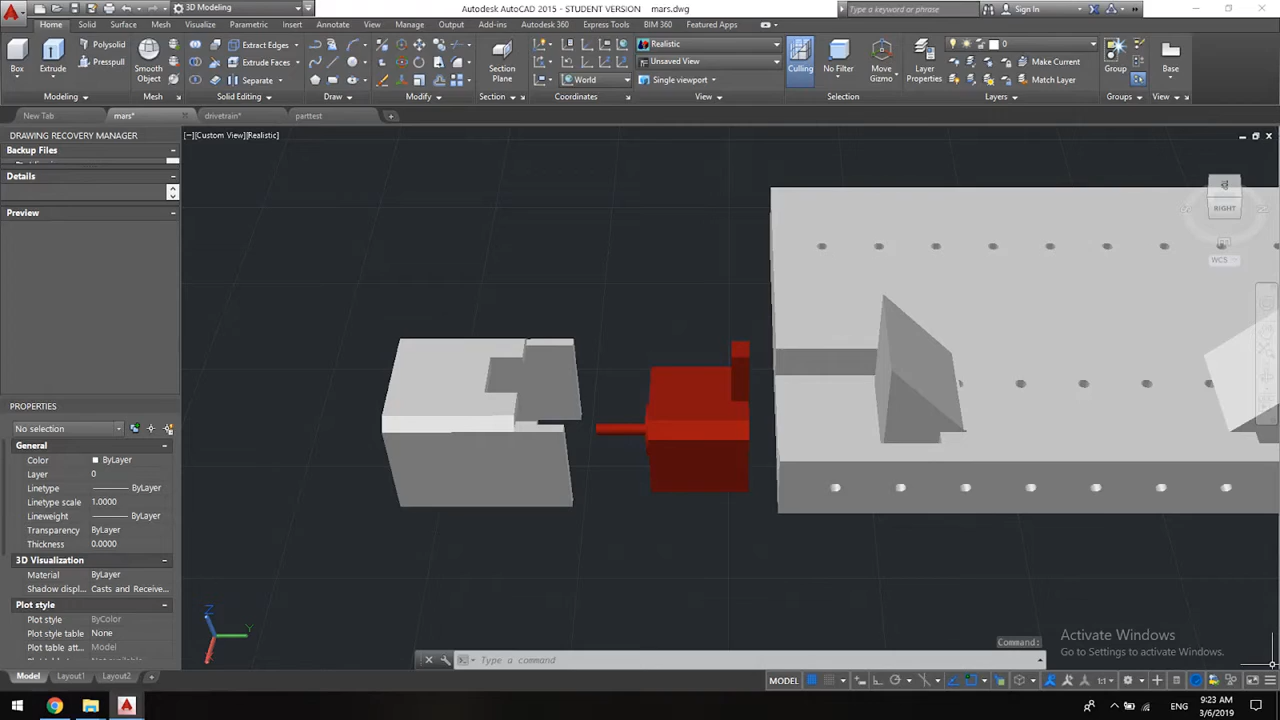 3D Modeling
Autodesk AutoCAD 2015 - STUDENT VERSION mars.dwg
Type a keyword or phrase
Sign In
Home Solid Surface Mesh Visualize Parametric Insert Annotate View Manage Output Add-ins Autodesk 360 Express Tools BIM 360 Featured Apps
Box
Extrude
Polysolid
Presspull
Modeling
Smooth
Object
Mesh
Extract Edges
Extrude Faces
Separate
Solid Editing
Draw
Modify
Section
Plane
Section
World
Coordinates
Realistic
Unsaved View
Single viewport
View
Culling
No Filter
Move
Gizmo
Selection
Layer
Properties
0
Make Current
Match Layer
Layers
Group
Groups
Base
View
New Tab
mars*
drivetrain*
parttest
DRAWING RECOVERY MANAGER
Backup Files
Details
Preview
[−][Custom View][Realistic]
RIGHT
WCS
PROPERTIES
No selection
General
Color ByLayer
Layer 0
Linetype ByLayer
Linetype scale 1.0000
Lineweight ByLayer
Transparency ByLayer
Thickness 0.0000
3D Visualization
Material ByLayer
Shadow displ... Casts and Receive...
Plot style
Plot style ByColor
Plot style table None
Plot table att... Model
Z
Y
Command:
Activate Windows
Go to Settings to activate Windows.
Type a command
Model Layout1 Layout2
MODEL
1:1
ENG
9:23 AM
3/6/2019